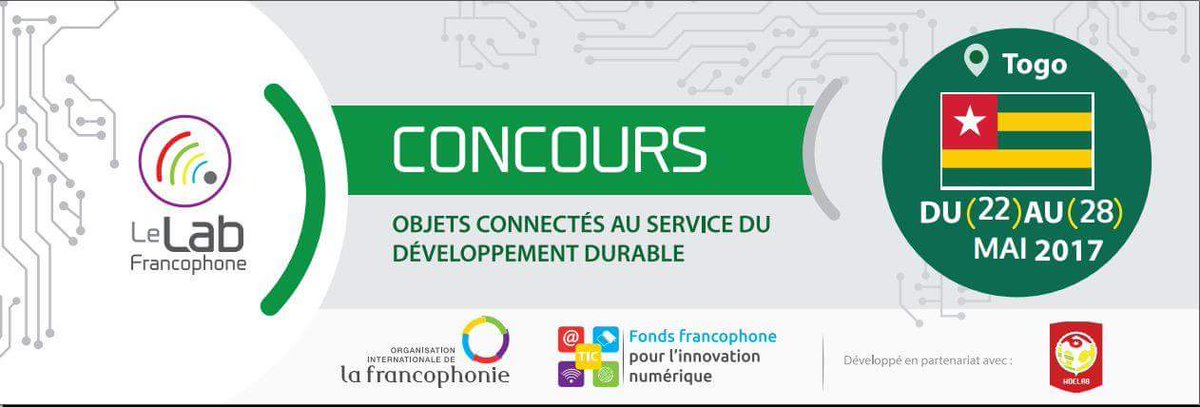 Le Lab
Francophone
CONCOURS
OBJETS CONNECTÉS AU SERVICE DU
DÉVELOPPEMENT DURABLE
Togo
DU (22) AU (28)
MAI 2017
ORGANISATION
INTERNATIONALE DE
la francophonie
@
TIC
Fonds francophone
pour l'innovation
numérique
Développé en partenariat avec :
WOELAB